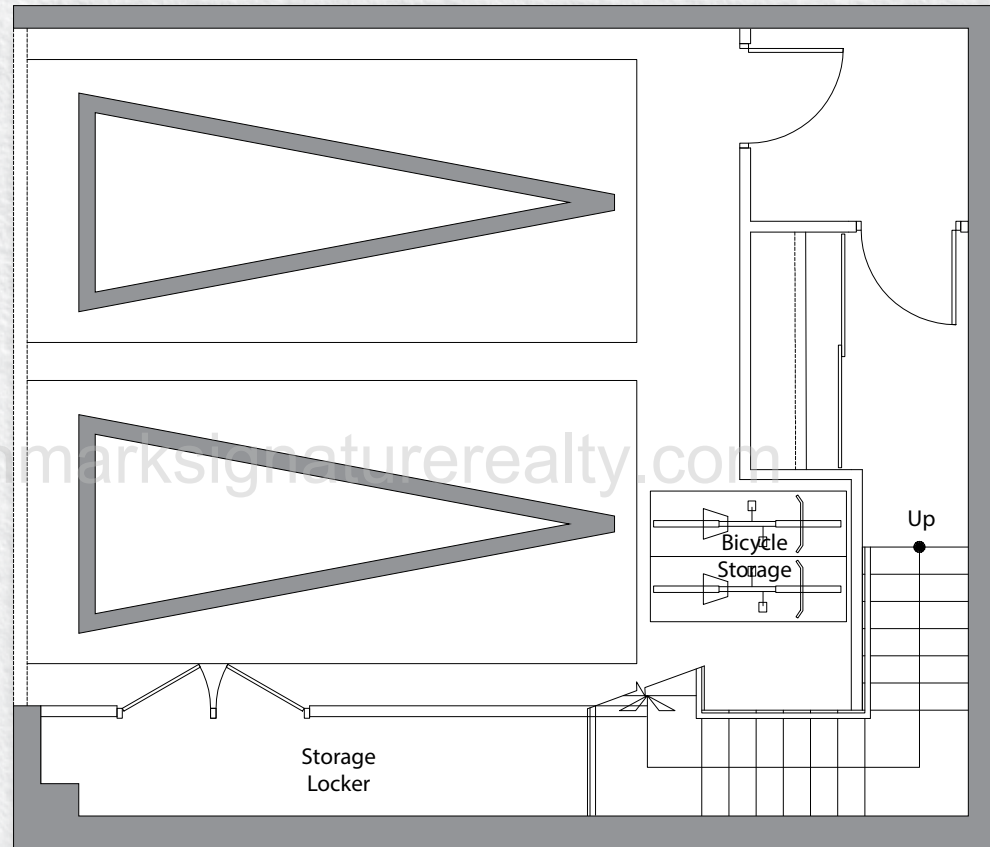 marksignaturerealty.com
Up
Bicycle
Storage
Storage
Locker